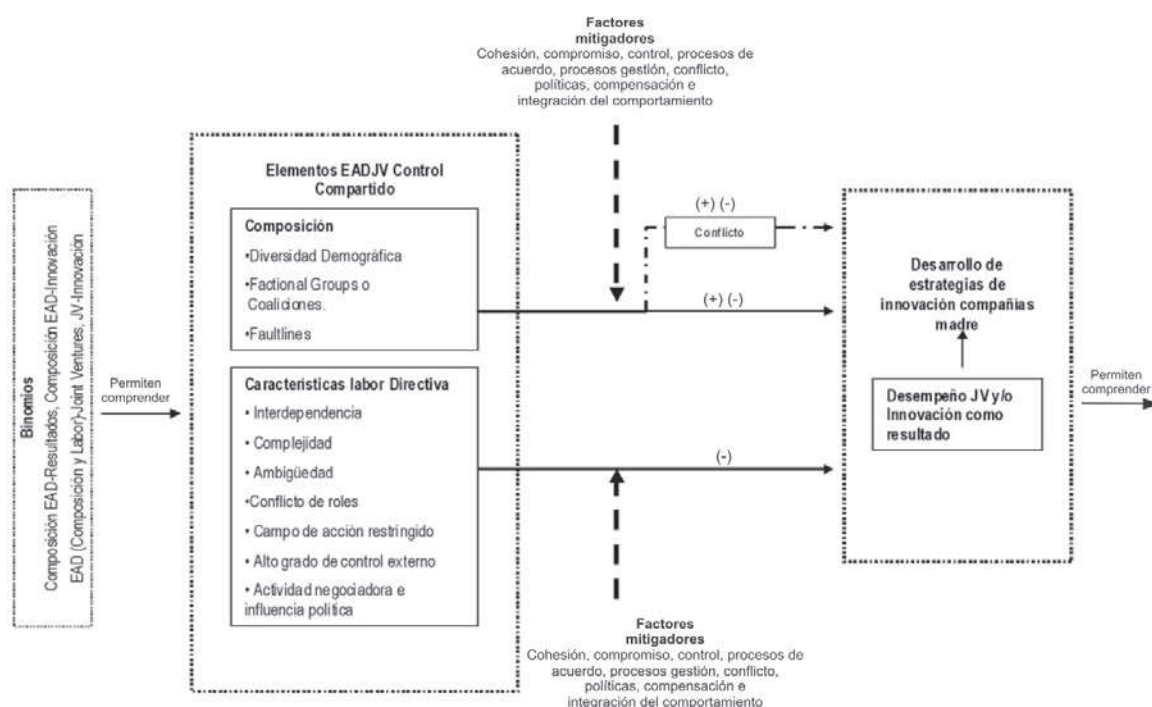 Factores
mitigadores
Cohesión, compromiso, control, procesos de
acuerdo, procesos gestión, conflicto,
políticas, compensación e
integración del comportamiento
Binomios
Composición EAD-Resultados, Composición EAD-Innovación
EAD (Composición y Labor)-Joint Ventures, JV-Innovación
Permiten
comprender
Elementos EADJV Control
Compartido
Composición
•Diversidad Demográfica
•Factional Groups o
Coaliciones.
•Faultlines
Características labor Directiva
• Interdependencia
• Complejidad
• Ambigüedad
•Conflicto de roles
• Campo de acción restringido
• Alto grado de control externo
• Actividad negociadora e
influencia política
(+) (-)
Conflicto
(+) (-)
(-)
Desarrollo de
estrategias de
innovación compañias
madre
Desempeño JV y/o
Innovación como
resultado
Permiten
comprender
Factores
mitigadores
Cohesión, compromiso, control, procesos de
acuerdo, procesos gestión, conflicto,
políticas, compensación e
integración del comportamiento